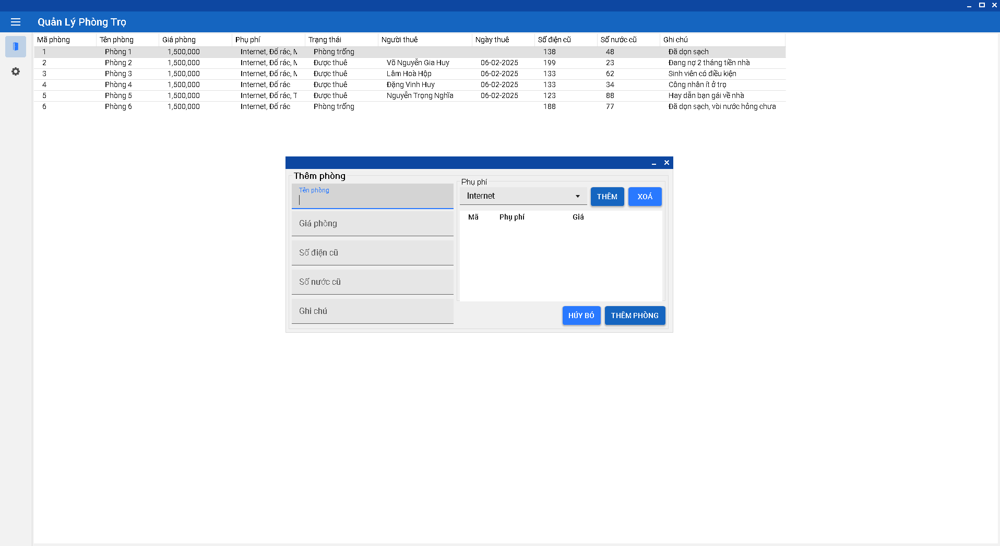 Quản Lý Phòng Trọ
Mã phòng Tên phòng Giá phòng Phụ phí Trạng thái Người thuê Ngày thuê Số điện cũ Số nước cũ Ghi chú
1 Phòng 1 1,500,000 Internet, Đổ rác, Phòng trống 138 48 Đã dọn sạch
2 Phòng 2 1,500,000 Internet, Đổ rác, Được thuê Võ Nguyễn Gia Huy 06-02-2025 199 23 Đang nợ 2 tháng tiền nhà
3 Phòng 3 1,500,000 Internet, Đổ rác, Được thuê Lâm Hoà Hộp 06-02-2025 133 62 Sinh viên có điều kiện
4 Phòng 4 1,500,000 Internet, Đổ rác Được thuê Đặng Vinh Huy 06-02-2025 133 34 Công nhân ít ở trọ
5 Phòng 5 1,500,000 Internet, Đổ rác, T Được thuê Nguyễn Trọng Nghĩa 06-02-2025 123 88 Hay dẫn bạn gái về nhà
6 Phòng 6 1,500,000 Internet, Đổ rác Phòng trống 188 77 Đã dọn sạch, vòi nước hỏng chưa
Thêm phòng
Tên phòng
Giá phòng
Số điện cũ
Số nước cũ
Ghi chú
Phụ phí
Internet THÊM XOÁ
Mã Phụ phí Giá
HỦY BỎ THÊM PHÒNG